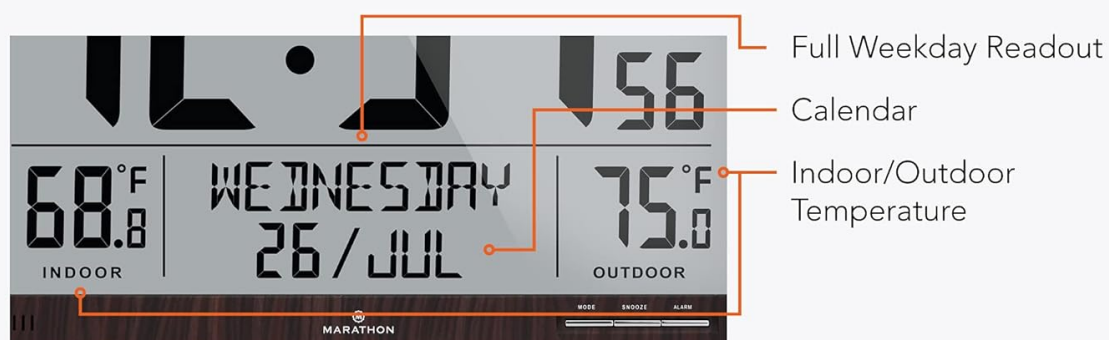 Full Weekday Readout
56
Calendar
68.8 °F
WEDNESDAY
75.0 °F
Indoor/Outdoor
Temperature
26/JUL
INDOOR
OUTDOOR
MODE SNOOZE ALARM
MARATHON